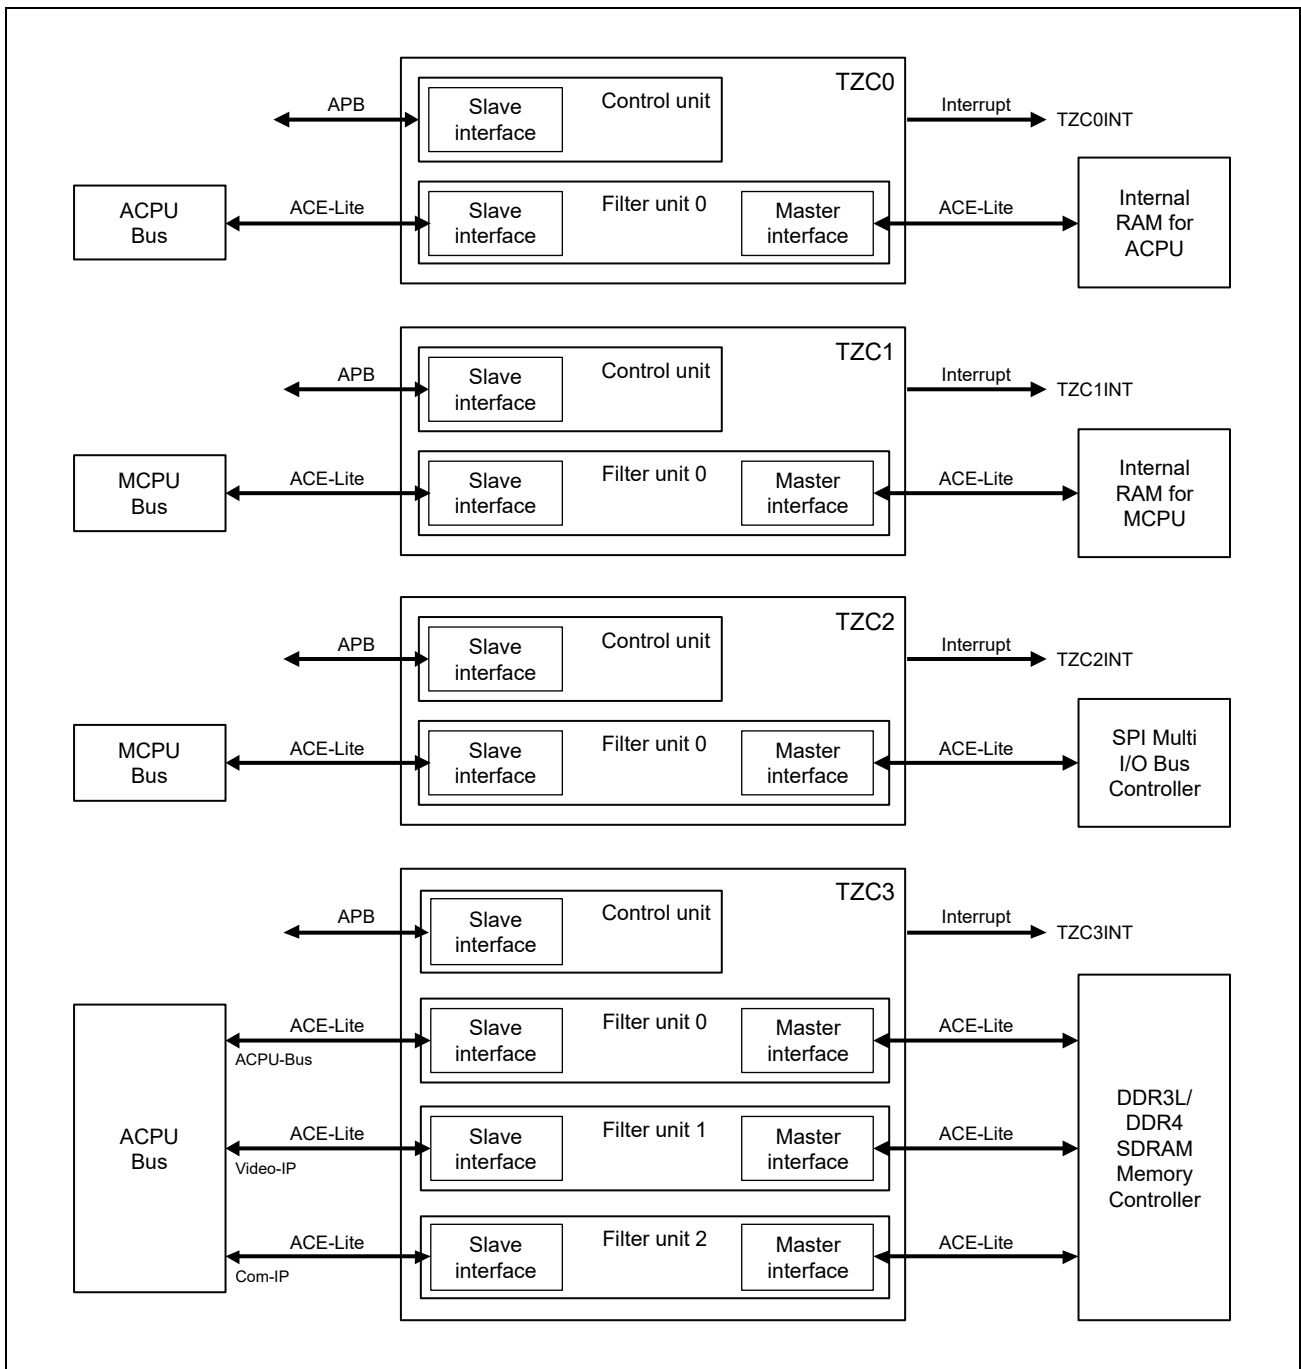 TZC0
APB
Slave
interface
Control unit
Interrupt
TZC0INT
ACPU
Bus
ACE-Lite
Slave
interface
Filter unit 0
Master
interface
ACE-Lite
Internal
RAM for
ACPU
TZC1
APB
Slave
interface
Control unit
Interrupt
TZC1INT
MCPU
Bus
ACE-Lite
Slave
interface
Filter unit 0
Master
interface
ACE-Lite
Internal
RAM for
MCPU
TZC2
APB
Slave
interface
Control unit
Interrupt
TZC2INT
MCPU
Bus
ACE-Lite
Slave
interface
Filter unit 0
Master
interface
ACE-Lite
SPI Multi
I/O Bus
Controller
TZC3
APB
Slave
interface
Control unit
Interrupt
TZC3INT
ACPU
Bus
ACE-Lite
ACPU-Bus
Slave
interface
Filter unit 0
Master
interface
ACE-Lite
ACE-Lite
Video-IP
Slave
interface
Filter unit 1
Master
interface
ACE-Lite
ACE-Lite
Com-IP
Slave
interface
Filter unit 2
Master
interface
ACE-Lite
DDR3L/
DDR4
SDRAM
Memory
Controller